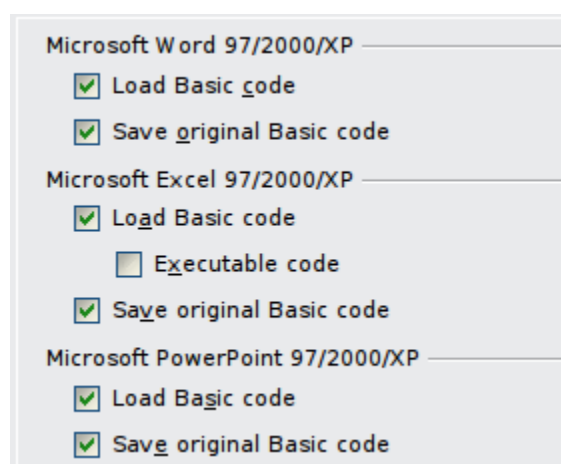 Microsoft Word 97/2000/XP
Load Basic code
Save original Basic code
Microsoft Excel 97/2000/XP
Load Basic code
Executable code
Save original Basic code
Microsoft PowerPoint 97/2000/XP
Load Basic code
Save original Basic code